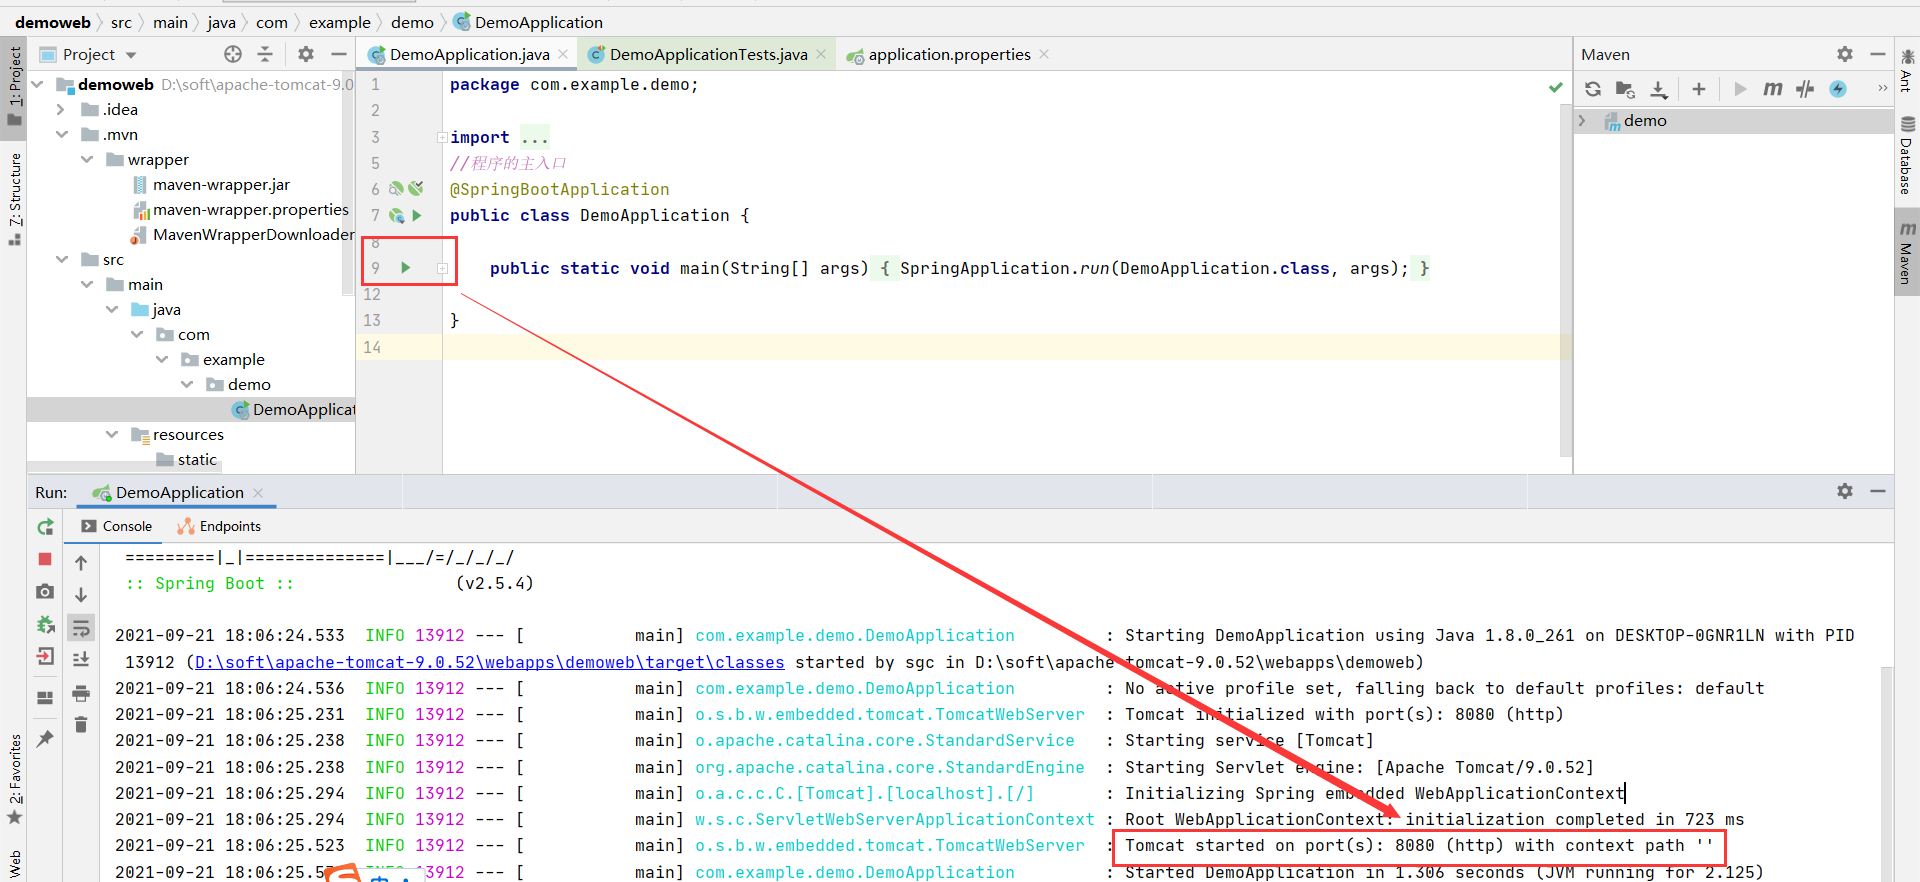 demoweb src main java com example demo DemoApplication
Project
DemoApplication.java DemoApplicationTests.java application.properties
Maven
1: Project
Z: Structure
2: Favorites
Web
Ant
Database
Maven
demoweb D:\soft\apache-tomcat-9.0
.idea
.mvn
wrapper
maven-wrapper.jar
maven-wrapper.properties
MavenWrapperDownloader
src
main
java
com
example
demo
DemoApplicat
resources
static
1 package com.example.demo;
2
3 import ...
5 //程序的主入口
6 @SpringBootApplication
7 public class DemoApplication {
8
9 public static void main(String[] args) { SpringApplication.run(DemoApplication.class, args); }
12
13 }
14
demo
Run: DemoApplication
Console Endpoints
=========|_|==============|___/=/_/_/_/
:: Spring Boot :: (v2.5.4)
2021-09-21 18:06:24.533 INFO 13912 --- [ main] com.example.demo.DemoApplication : Starting DemoApplication using Java 1.8.0_261 on DESKTOP-0GNR1LN with PID
13912 (D:\soft\apache-tomcat-9.0.52\webapps\demoweb\target\classes started by sgc in D:\soft\apache-tomcat-9.0.52\webapps\demoweb)
2021-09-21 18:06:24.536 INFO 13912 --- [ main] com.example.demo.DemoApplication : No active profile set, falling back to default profiles: default
2021-09-21 18:06:25.231 INFO 13912 --- [ main] o.s.b.w.embedded.tomcat.TomcatWebServer : Tomcat initialized with port(s): 8080 (http)
2021-09-21 18:06:25.238 INFO 13912 --- [ main] o.apache.catalina.core.StandardService : Starting service [Tomcat]
2021-09-21 18:06:25.238 INFO 13912 --- [ main] org.apache.catalina.core.StandardEngine : Starting Servlet engine: [Apache Tomcat/9.0.52]
2021-09-21 18:06:25.294 INFO 13912 --- [ main] o.a.c.c.C.[Tomcat].[localhost].[/] : Initializing Spring embedded WebApplicationContext
2021-09-21 18:06:25.294 INFO 13912 --- [ main] w.s.c.ServletWebServerApplicationContext : Root WebApplicationContext: initialization completed in 723 ms
2021-09-21 18:06:25.523 INFO 13912 --- [ main] o.s.b.w.embedded.tomcat.TomcatWebServer : Tomcat started on port(s): 8080 (http) with context path ''
2021-09-21 18:06:25.5 13912 --- [ main] com.example.demo.DemoApplication : Started DemoApplication in 1.306 seconds (JVM running for 2.125)